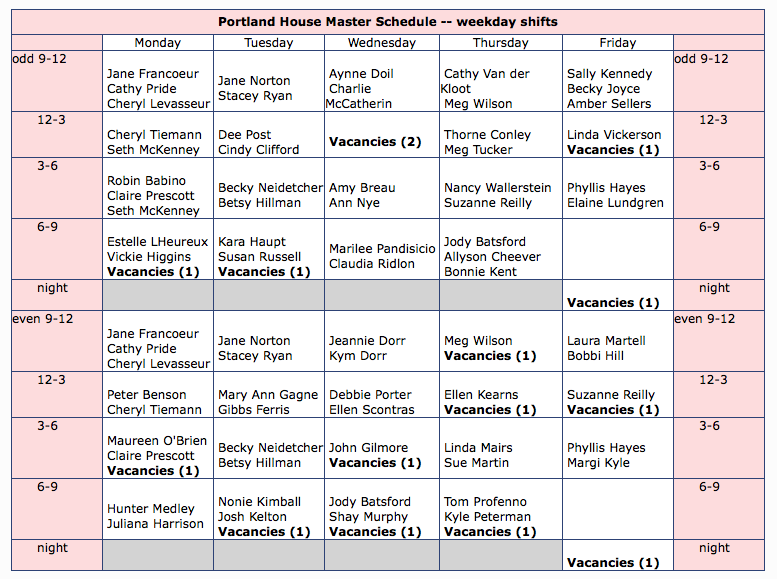 Portland House Master Schedule -- weekday shifts
Monday Tuesday Wednesday Thursday Friday
odd 9-12
Jane Francoeur
Cathy Pride
Cheryl Levasseur
Jane Norton
Stacey Ryan
Aynne Doil
Charlie
McCatherin
Cathy Van der
Kloot
Meg Wilson
Sally Kennedy
Becky Joyce
Amber Sellers
odd 9-12
12-3
Cheryl Tiemann
Seth McKenney
Dee Post
Cindy Clifford
Vacancies (2)
Thorne Conley
Meg Tucker
Linda Vickerson
Vacancies (1)
12-3
3-6
Robin Babino
Claire Prescott
Seth McKenney
Becky Neidetcher
Betsy Hillman
Amy Breau
Ann Nye
Nancy Wallerstein
Suzanne Reilly
Phyllis Hayes
Elaine Lundgren
3-6
6-9
Estelle LHeureux
Vickie Higgins
Vacancies (1)
Kara Haupt
Susan Russell
Vacancies (1)
Marilee Pandisicio
Claudia Ridlon
Jody Batsford
Allyson Cheever
Bonnie Kent
6-9
night
Vacancies (1)
night
even 9-12
Jane Francoeur
Cathy Pride
Cheryl Levasseur
Jane Norton
Stacey Ryan
Jeannie Dorr
Kym Dorr
Meg Wilson
Vacancies (1)
Laura Martell
Bobbi Hill
even 9-12
12-3
Peter Benson
Cheryl Tiemann
Mary Ann Gagne
Gibbs Ferris
Debbie Porter
Ellen Scontras
Ellen Kearns
Vacancies (1)
Suzanne Reilly
Vacancies (1)
12-3
3-6
Maureen O'Brien
Claire Prescott
Vacancies (1)
Becky Neidetcher
Betsy Hillman
John Gilmore
Vacancies (1)
Linda Mairs
Sue Martin
Phyllis Hayes
Margi Kyle
3-6
6-9
Hunter Medley
Juliana Harrison
Nonie Kimball
Josh Kelton
Vacancies (1)
Jody Batsford
Shay Murphy
Vacancies (1)
Tom Profenno
Kyle Peterman
Vacancies (1)
6-9
night
Vacancies (1)
night